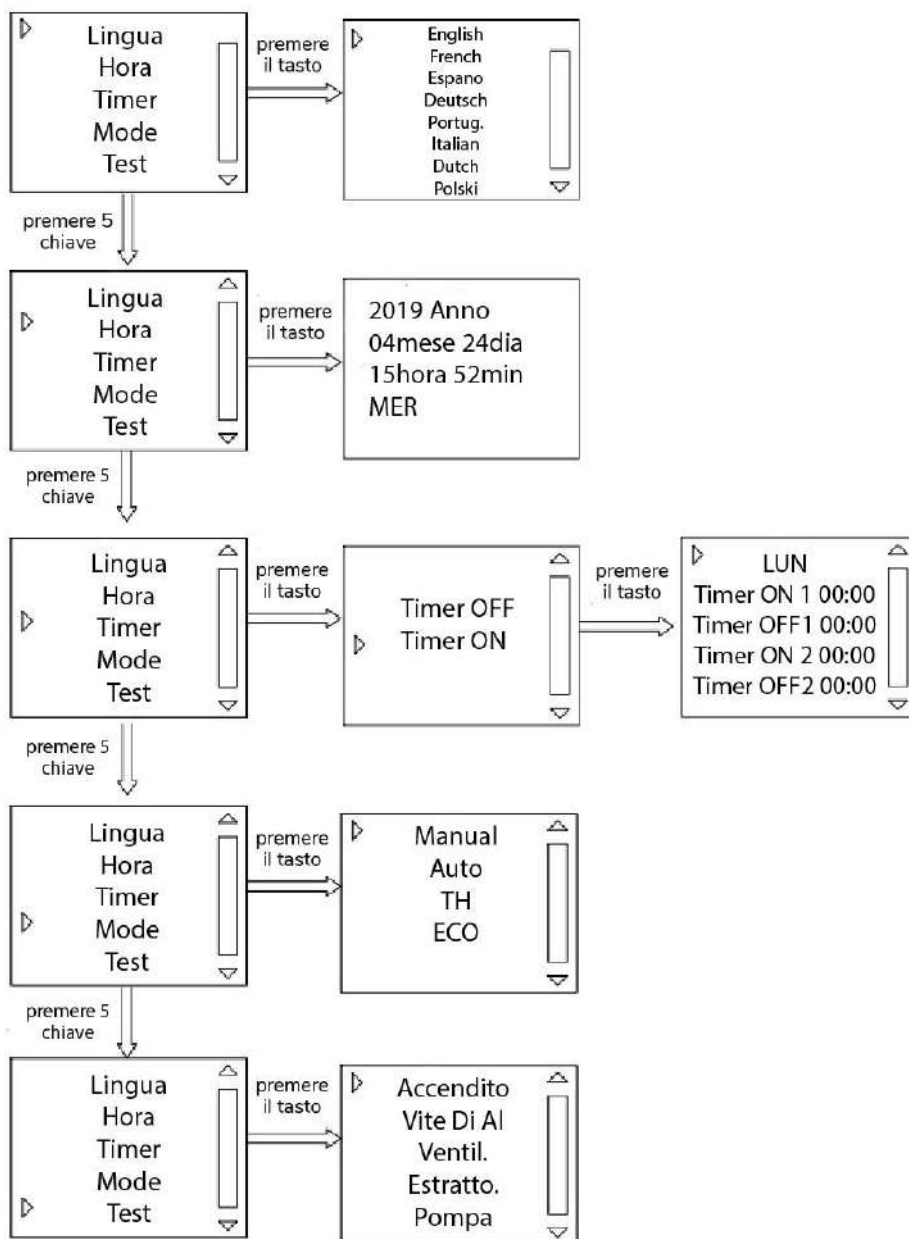 Lingua
Hora
Timer
Mode
Test
premere
il tasto
English
French
Espano
Deutsch
Portug.
Italian
Dutch
Polski
premere 5
chiave
Lingua
Hora
Timer
Mode
Test
premere
il tasto
2019 Anno
04mese 24dia
15hora 52min
MER
premere 5
chiave
Lingua
Hora
Timer
Mode
Test
premere
il tasto
Timer OFF
Timer ON
premere
il tasto
LUN
Timer ON 1 00:00
Timer OFF1 00:00
Timer ON 2 00:00
Timer OFF2 00:00
premere 5
chiave
Lingua
Hora
Timer
Mode
Test
premere
il tasto
Manual
Auto
TH
ECO
premere 5
chiave
Lingua
Hora
Timer
Mode
Test
premere
il tasto
Accendito
Vite Di Al
Ventil.
Estratto.
Pompa